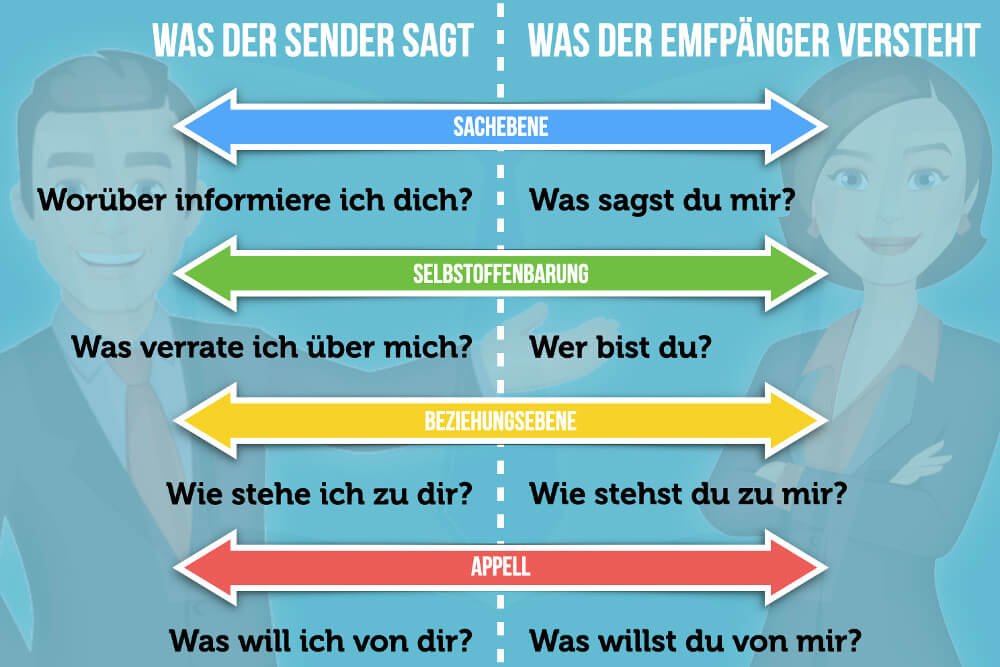 WAS DER SENDER SAGT
WAS DER EMFPÄNGER VERSTEHT
SACHEBENE
Worüber informiere ich dich?
Was sagst du mir?
SELBSTOFFENBARUNG
Was verrate ich über mich?
Wer bist du?
BEZIEHUNGSEBENE
Wie stehe ich zu dir?
Wie stehst du zu mir?
APPELL
Was will ich von dir?
Was willst du von mir?